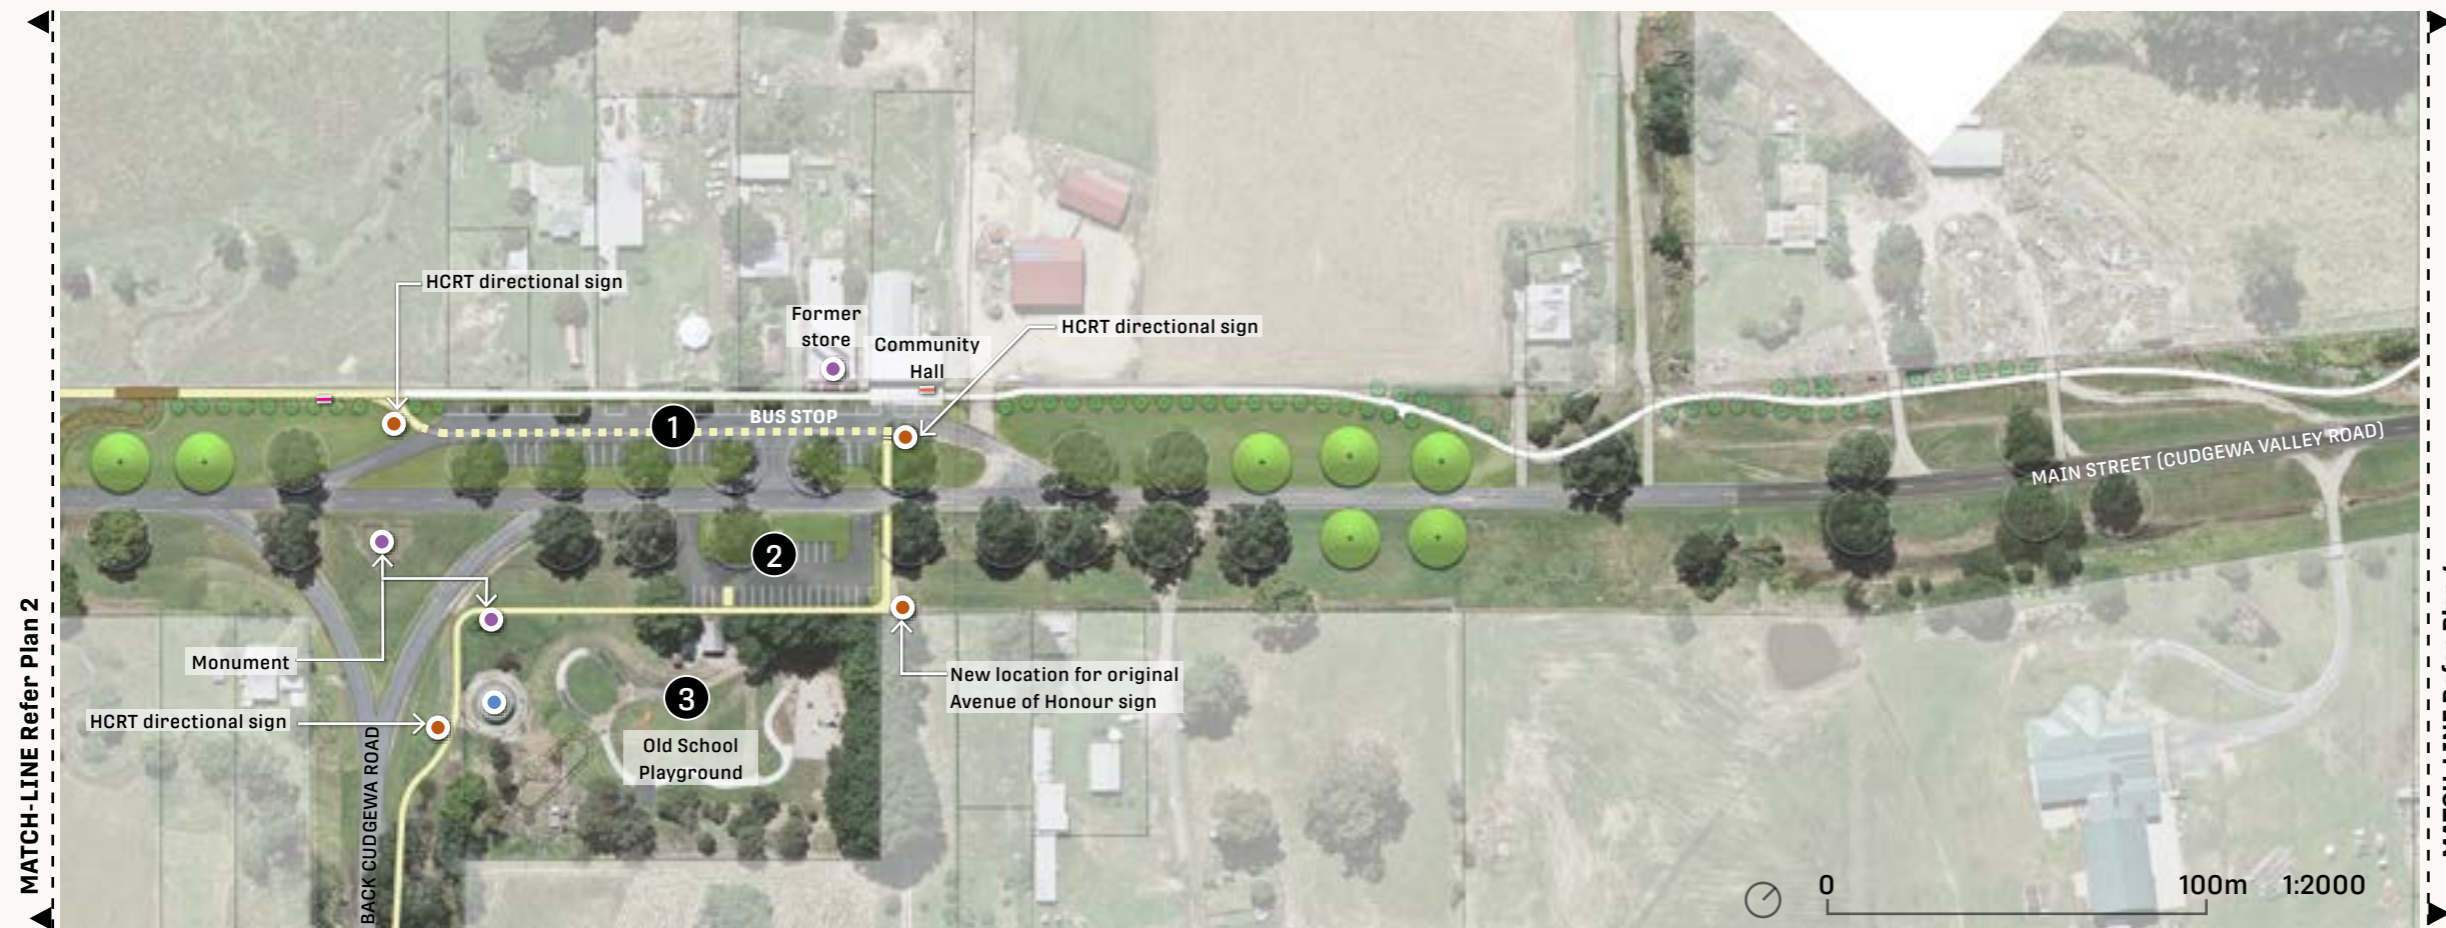 MATCH-LINE Refer Plan 2
HCRT directional sign
Former
store
Community
Hall
HCRT directional sign
1
BUS STOP
MAIN STREET (CUDGEWA VALLEY ROAD)
2
Monument
HCRT directional sign
BACK CUDGEWA ROAD
3
Old School
Playground
New location for original
Avenue of Honour sign
0
100m
1:2000